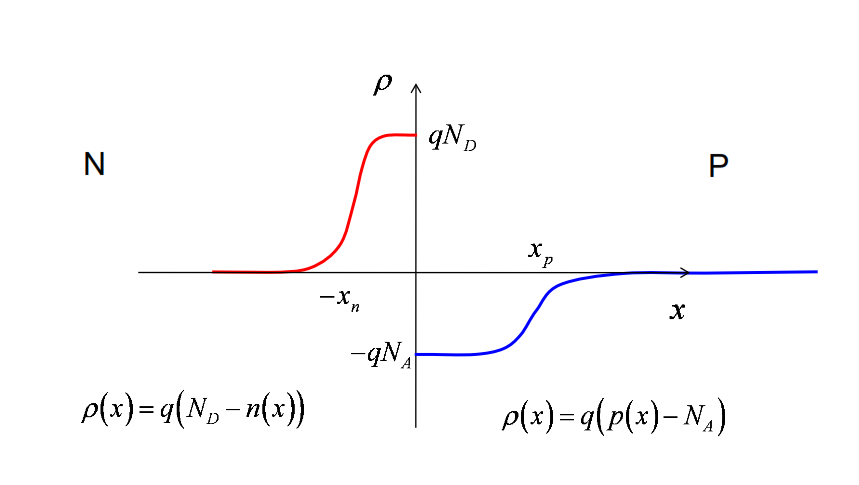 ρ
qN_D
N
P
x_p
−x_n
x
−qN_A
ρ(x) = q(N_D − n(x))
ρ(x) = q(p(x) − N_A)